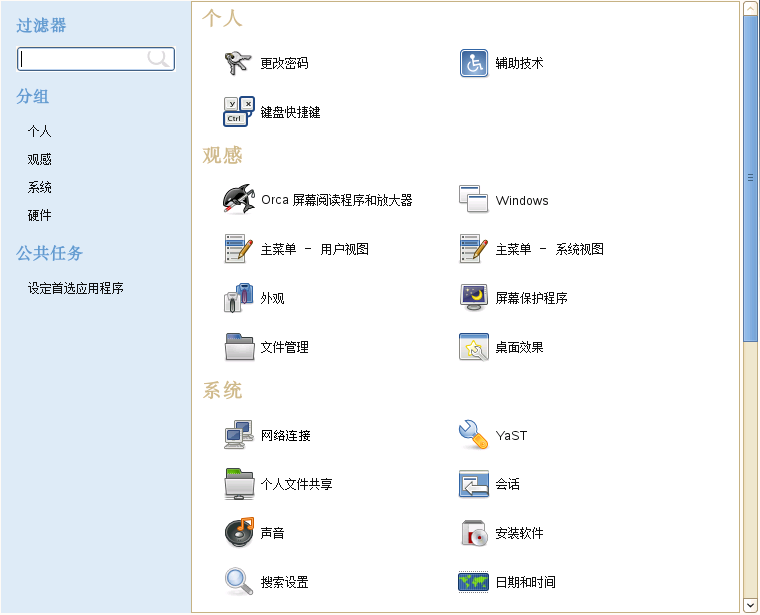 过滤器
分组
个人
观感
系统
硬件
公共任务
设定首选应用程序
个人
更改密码
辅助技术
Y X
Ctrl
键盘快捷键
观感
Orca 屏幕阅读程序和放大器
Windows
主菜单 - 用户视图
主菜单 - 系统视图
外观
屏幕保护程序
文件管理
桌面效果
系统
网络连接
YaST
个人文件共享
会话
声音
安装软件
搜索设置
日期和时间